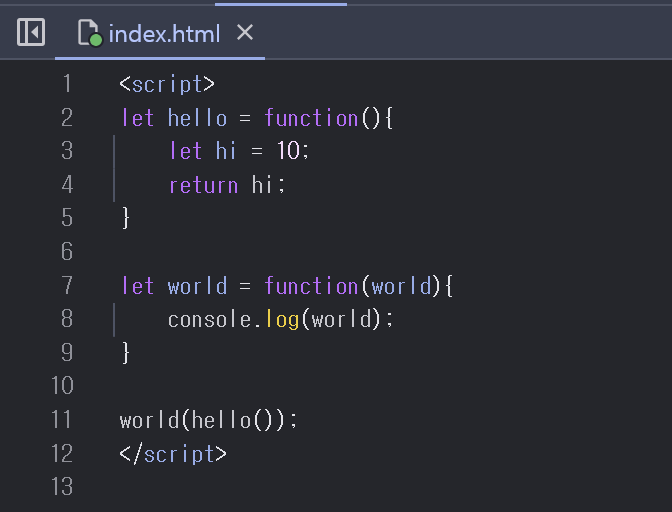 index.html
1 <script>
2 let hello = function(){
3     let hi = 10;
4     return hi;
5 }
6
7 let world = function(world){
8     console.log(world);
9 }
10
11 world(hello());
12 </script>
13